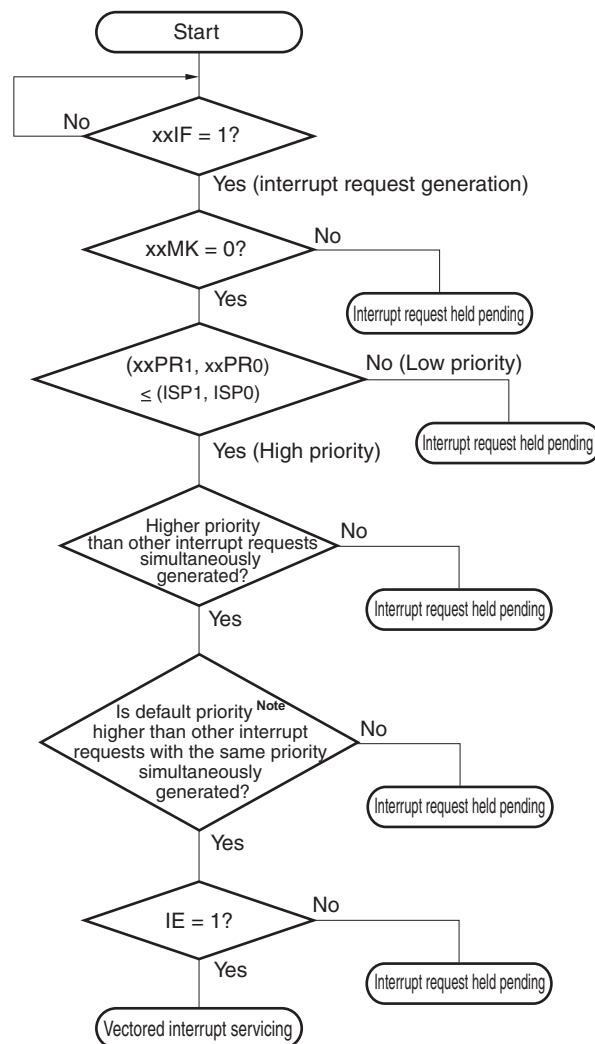 Start
No
xxIF = 1?
Yes (interrupt request generation)
xxMK = 0?
No
Interrupt request held pending
Yes
(xxPR1, xxPR0)
≤ (ISP1, ISP0)
No (Low priority)
Interrupt request held pending
Yes (High priority)
Higher priority
than other interrupt requests
simultaneously
generated?
No
Interrupt request held pending
Yes
Is default priority Note
higher than other interrupt
requests with the same priority
simultaneously
generated?
No
Interrupt request held pending
Yes
IE = 1?
No
Interrupt request held pending
Yes
Vectored interrupt servicing